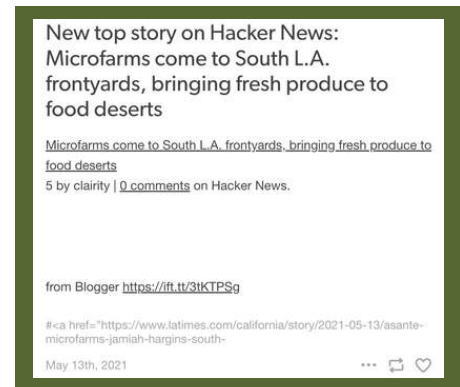 New top story on Hacker News:
Microfarms come to South L.A.
frontyards, bringing fresh produce to
food deserts
Microfarms come to South L.A. frontyards, bringing fresh produce to
food deserts
5 by clairity | 0 comments on Hacker News.
from Blogger https://ift.tt/3tKTPSg
#<a href="https://www.latimes.com/california/story/2021-05-13/asante-
microfarms-jamiah-hargins-south-
May 13th, 2021